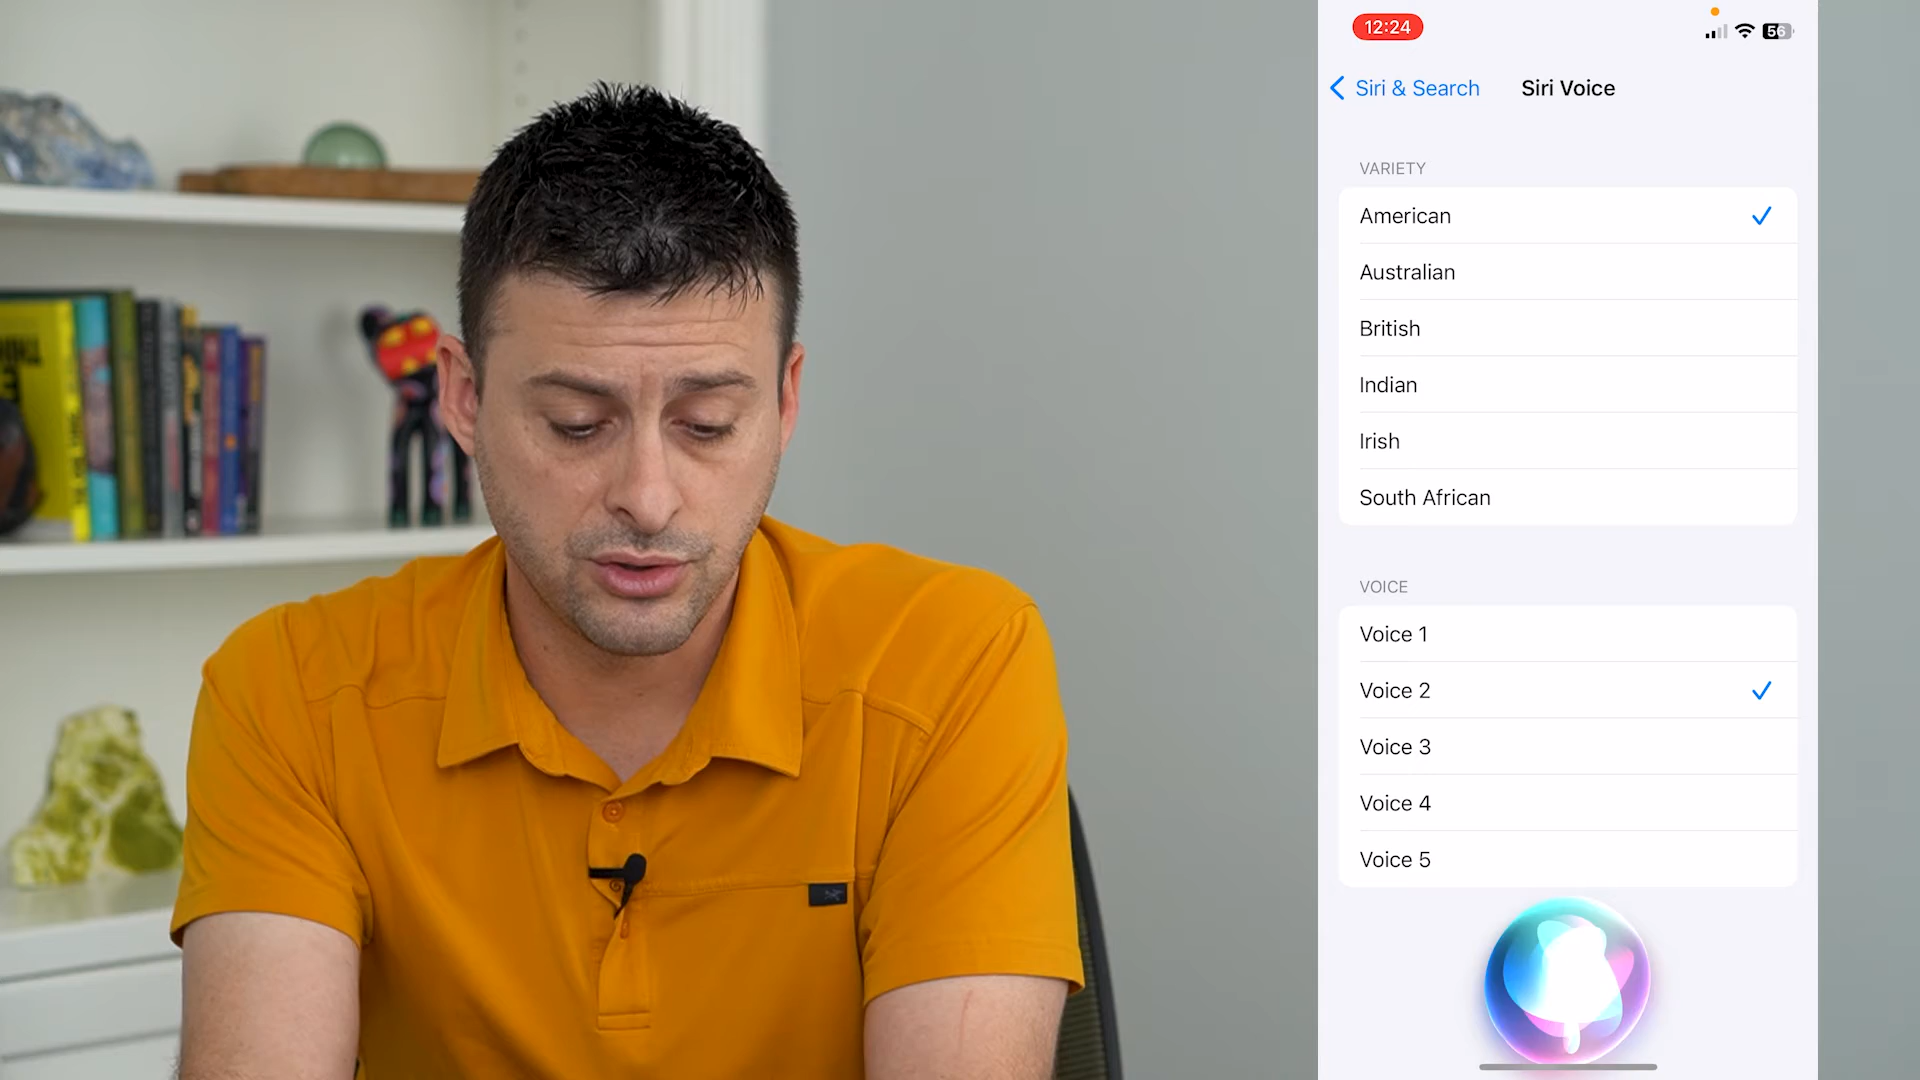 12:24
56
Siri & Search
Siri Voice
VARIETY
American
Australian
British
Indian
Irish
South African
VOICE
Voice 1
Voice 2
Voice 3
Voice 4
Voice 5